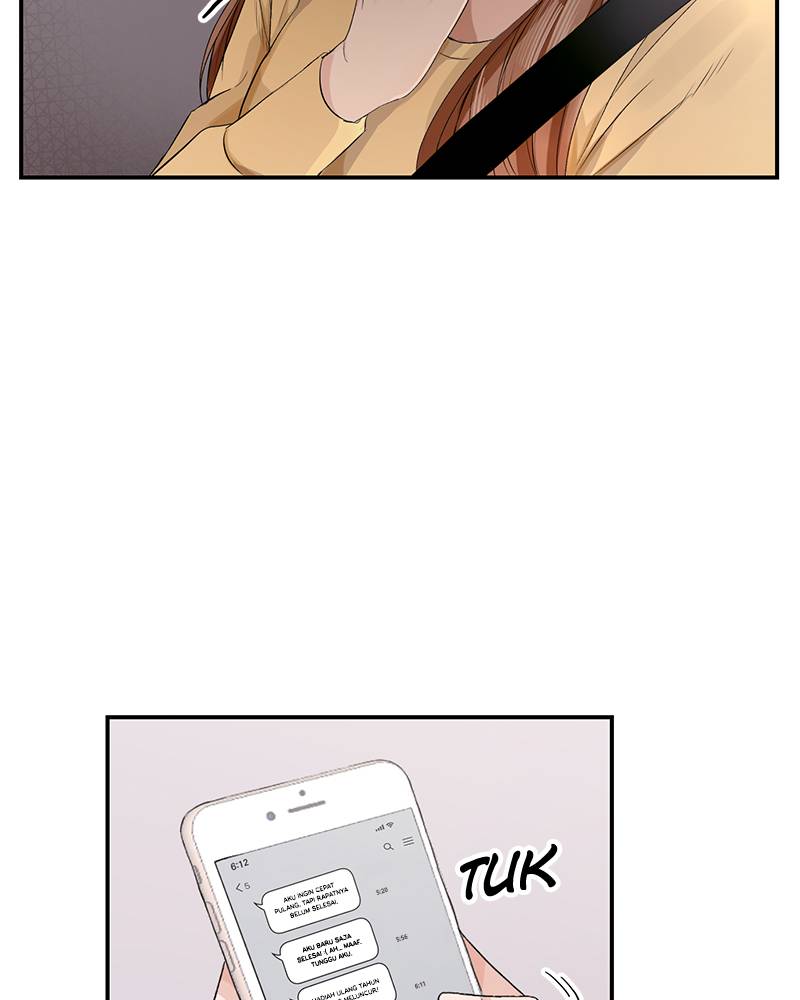 6:12
5
AKU INGIN CEPAT
PULANG, TAPI RAPATNYA
BELUM SELESAI.
5:20
AKU BARU SAJA
SELESAI :( AH... MAAF.
TUNGGU AKU.
5:56
HADIAH ULANG TAHUN
MELUNCUR!
6:11
TUK